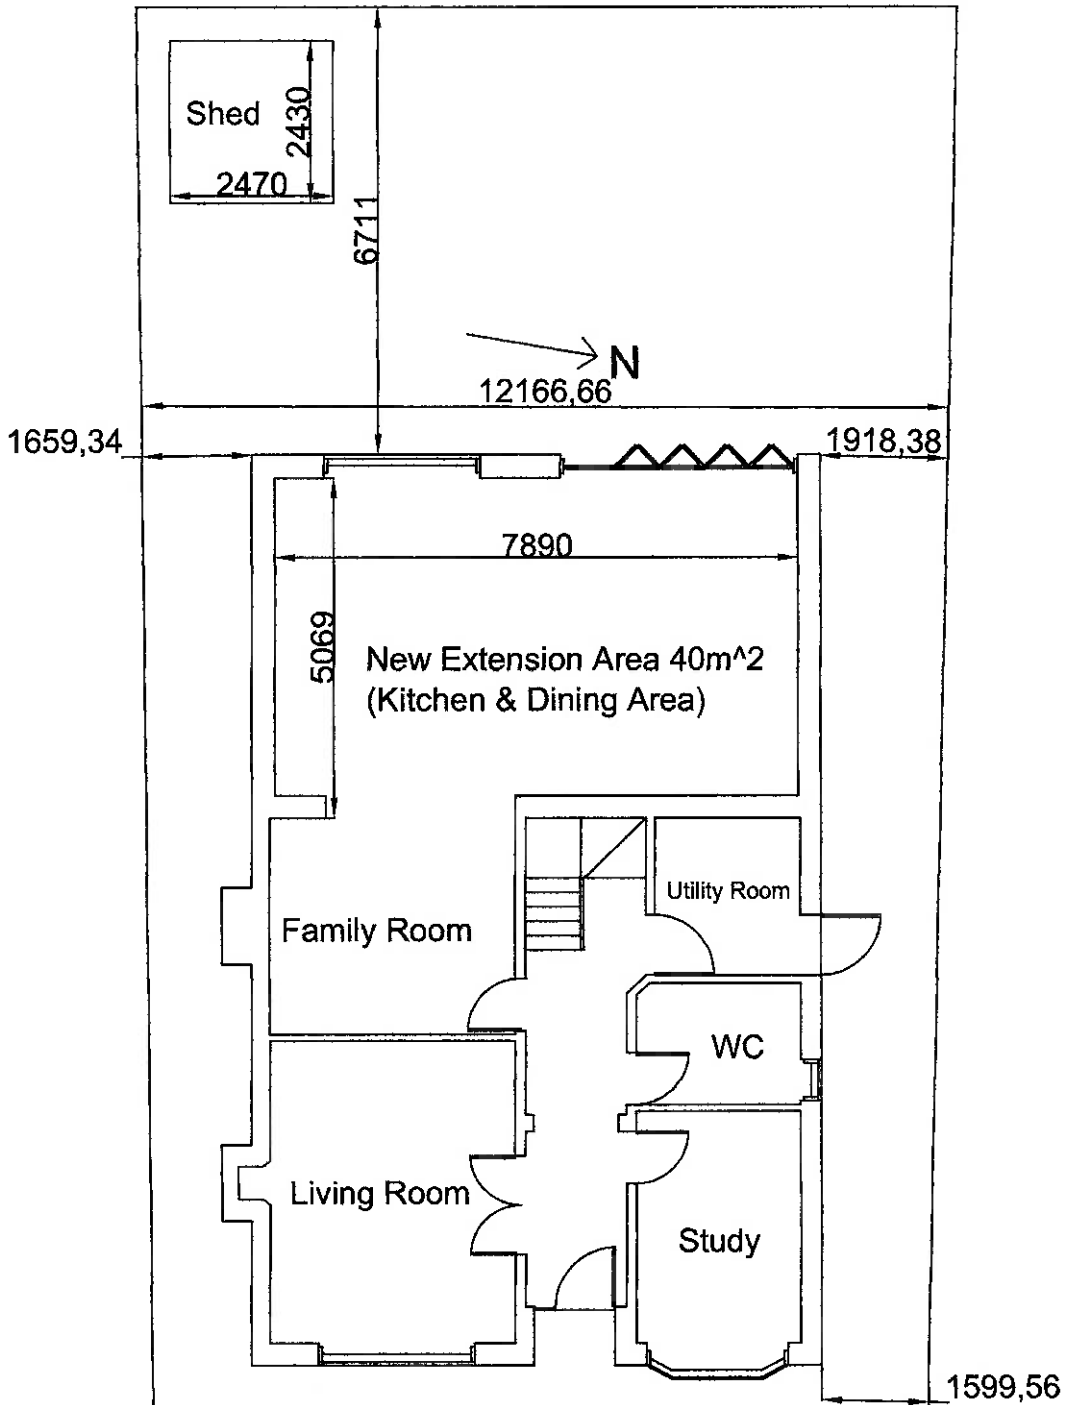 Shed
2430
2470
6711
N
12166,66
1659,34
1918,38
7890
5069
New Extension Area 40m^2
(Kitchen & Dining Area)
Utility Room
Family Room
WC
Living Room
Study
1599,56